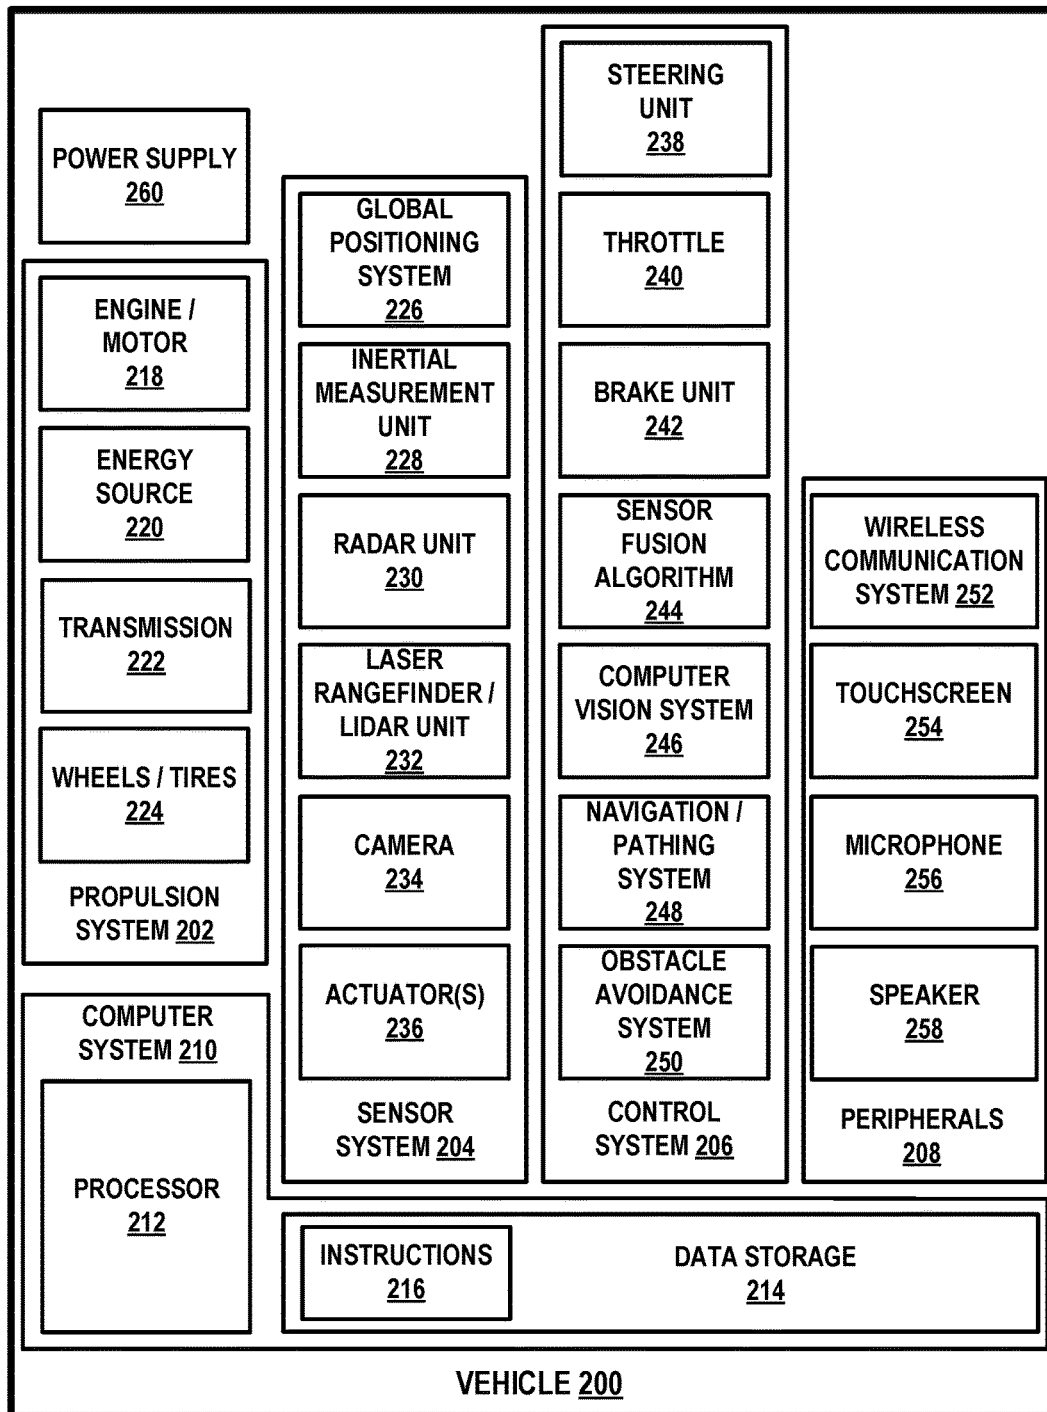 POWER SUPPLY
260
ENGINE /
MOTOR
218
ENERGY
SOURCE
220
TRANSMISSION
222
WHEELS / TIRES
224
PROPULSION
SYSTEM 202
COMPUTER
SYSTEM 210
PROCESSOR
212
GLOBAL
POSITIONING
SYSTEM
226
INERTIAL
MEASUREMENT
UNIT
228
RADAR UNIT
230
LASER
RANGEFINDER /
LIDAR UNIT
232
CAMERA
234
ACTUATOR(S)
236
SENSOR
SYSTEM 204
STEERING
UNIT
238
THROTTLE
240
BRAKE UNIT
242
SENSOR
FUSION
ALGORITHM
244
COMPUTER
VISION SYSTEM
246
NAVIGATION /
PATHING
SYSTEM
248
OBSTACLE
AVOIDANCE
SYSTEM
250
CONTROL
SYSTEM 206
WIRELESS
COMMUNICATION
SYSTEM 252
TOUCHSCREEN
254
MICROPHONE
256
SPEAKER
258
PERIPHERALS
208
INSTRUCTIONS
216
DATA STORAGE
214
VEHICLE 200